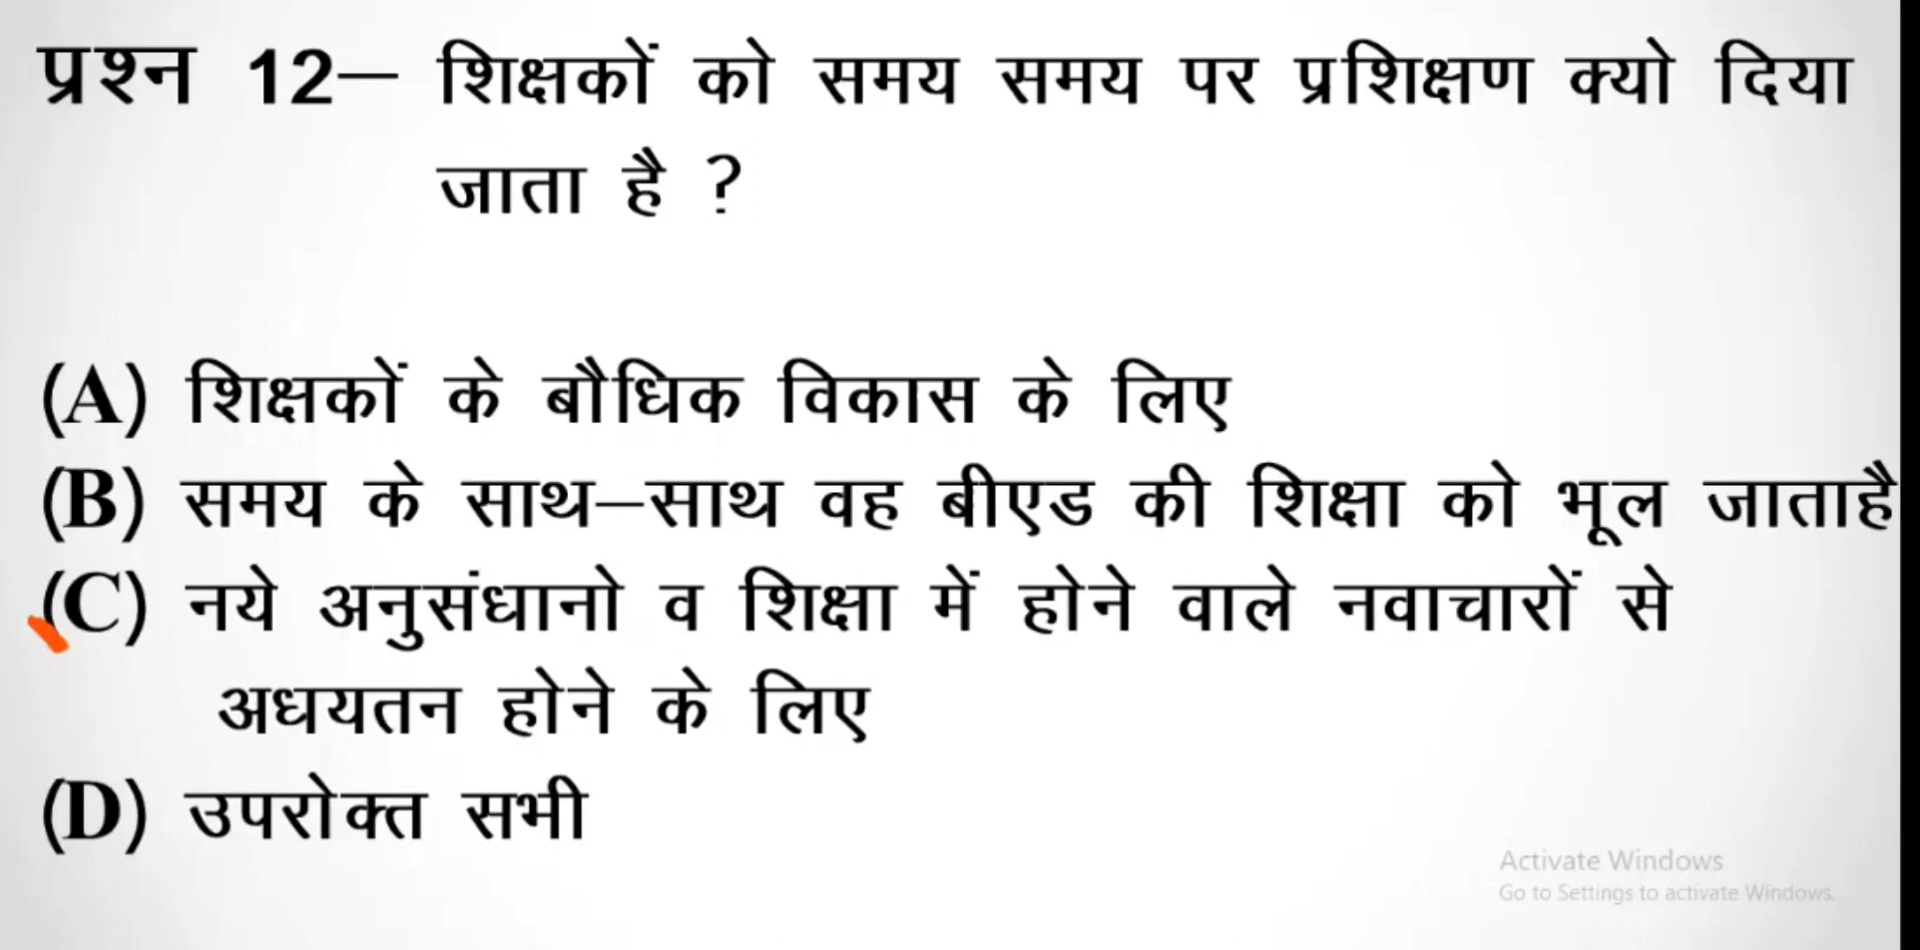 प्रश्न 12– शिक्षकों को समय समय पर प्रशिक्षण क्यो दिया
जाता है ?
(A) शिक्षकों के बौधिक विकास के लिए
(B) समय के साथ–साथ वह बीएड की शिक्षा को भूल जाताहै
(C) नये अनुसंधानो व शिक्षा में होने वाले नवाचारों से
अधयतन होने के लिए
(D) उपरोक्त सभी
Activate Windows
Go to Settings to activate Windows.